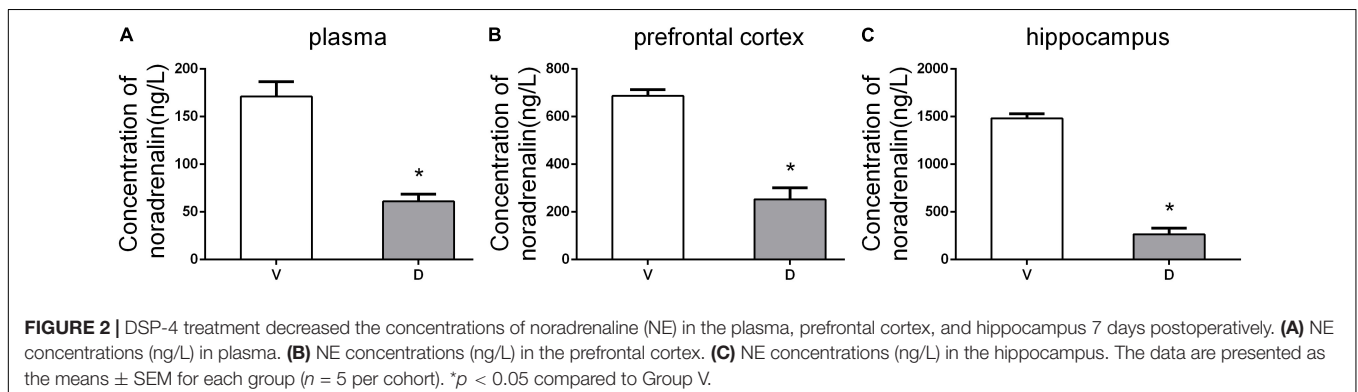 A plasma
Concentration of
noradrenalin(ng/L)
200
150
100
50
0
*
V D
B prefrontal cortex
Concentration of
noradrenalin(ng/L)
800
600
400
200
0
*
V D
C hippocampus
Concentration of
noradrenalin(ng/L)
2000
1500
1000
500
0
*
V D
FIGURE 2 | DSP-4 treatment decreased the concentrations of noradrenaline (NE) in the plasma, prefrontal cortex, and hippocampus 7 days postoperatively. (A) NE
concentrations (ng/L) in plasma. (B) NE concentrations (ng/L) in the prefrontal cortex. (C) NE concentrations (ng/L) in the hippocampus. The data are presented as
the means ± SEM for each group (n = 5 per cohort). *p < 0.05 compared to Group V.